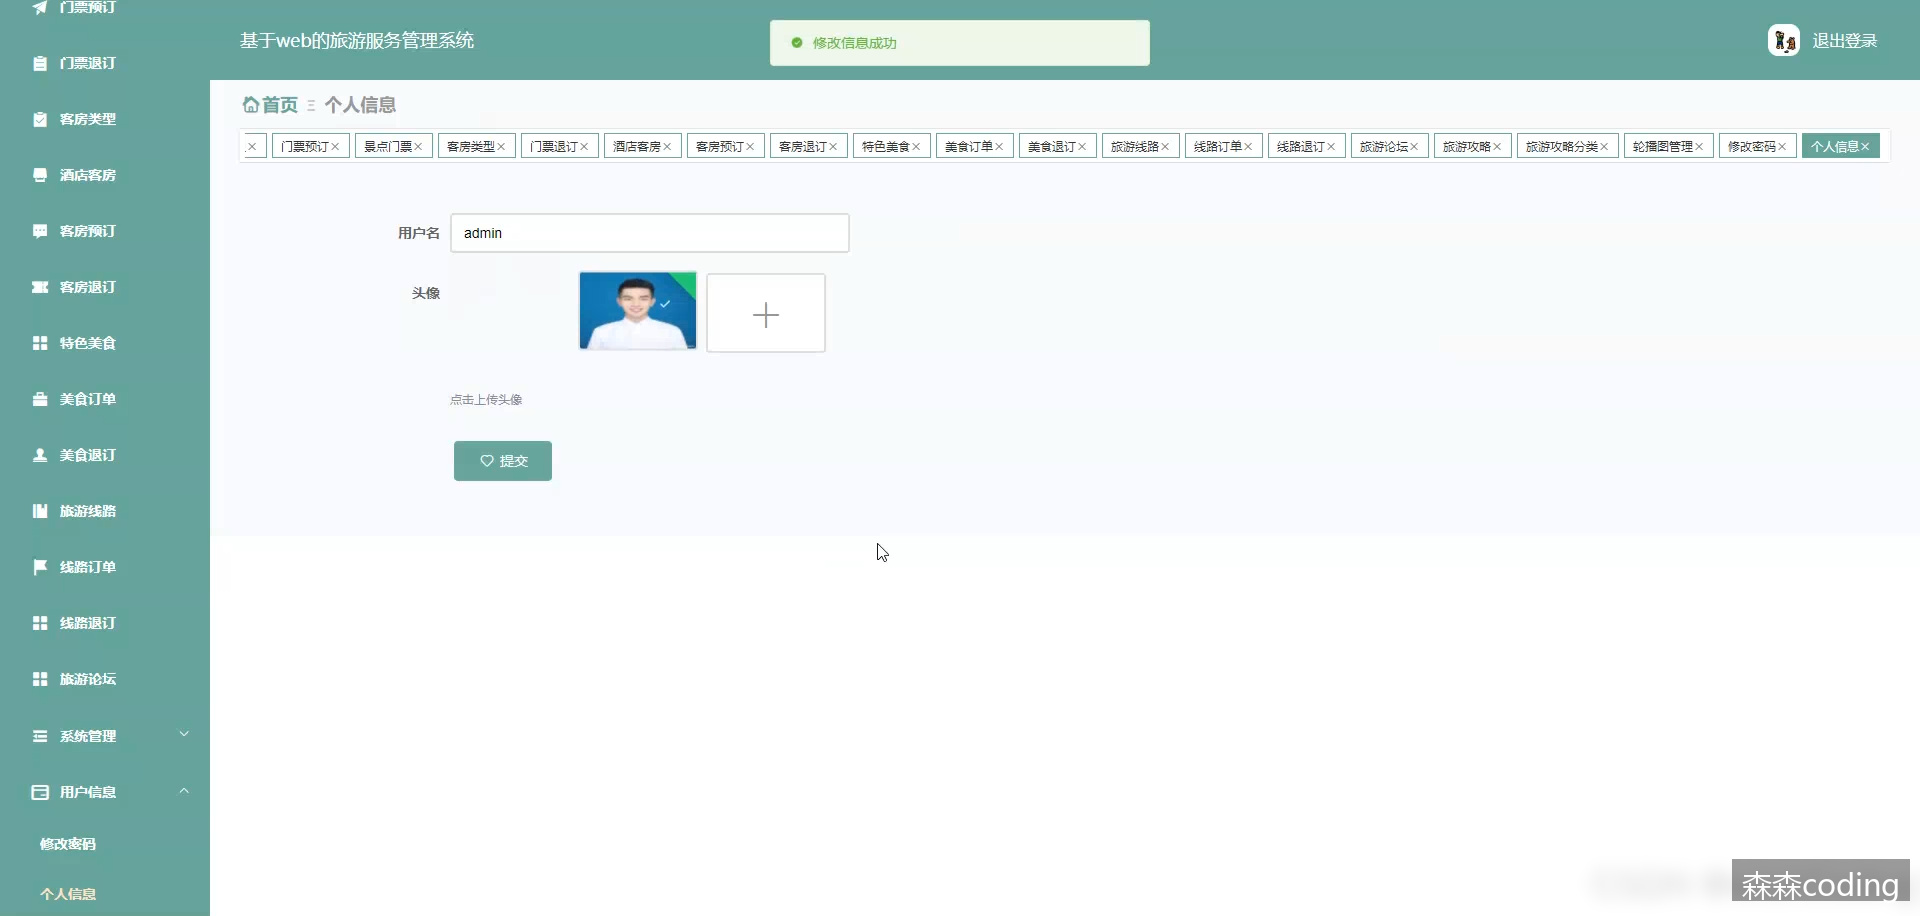 门票预订
门票退订
客房类型
酒店客房
客房预订
客房退订
特色美食
美食订单
美食退订
旅游线路
线路订单
线路退订
旅游论坛
系统管理
用户信息
修改密码
个人信息
基于web的旅游服务管理系统
修改信息成功
退出登录
首页 个人信息
门票预订 景点门票 客房类型 门票退订 酒店客房 客房预订 客房退订 特色美食 美食订单 美食退订 旅游线路 线路订单 线路退订 旅游论坛 旅游攻略 旅游攻略分类 轮播图管理 修改密码 个人信息
用户名 admin
头像
点击上传头像
提交
森森coding